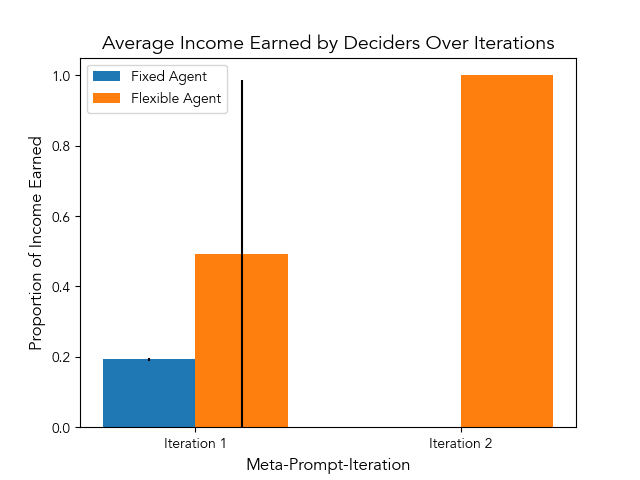 Average Income Earned by Deciders Over Iterations
Fixed Agent
Flexible Agent
Proportion of Income Earned
1.0
0.8
0.6
0.4
0.2
0.0
Iteration 1
Iteration 2
Meta-Prompt-Iteration